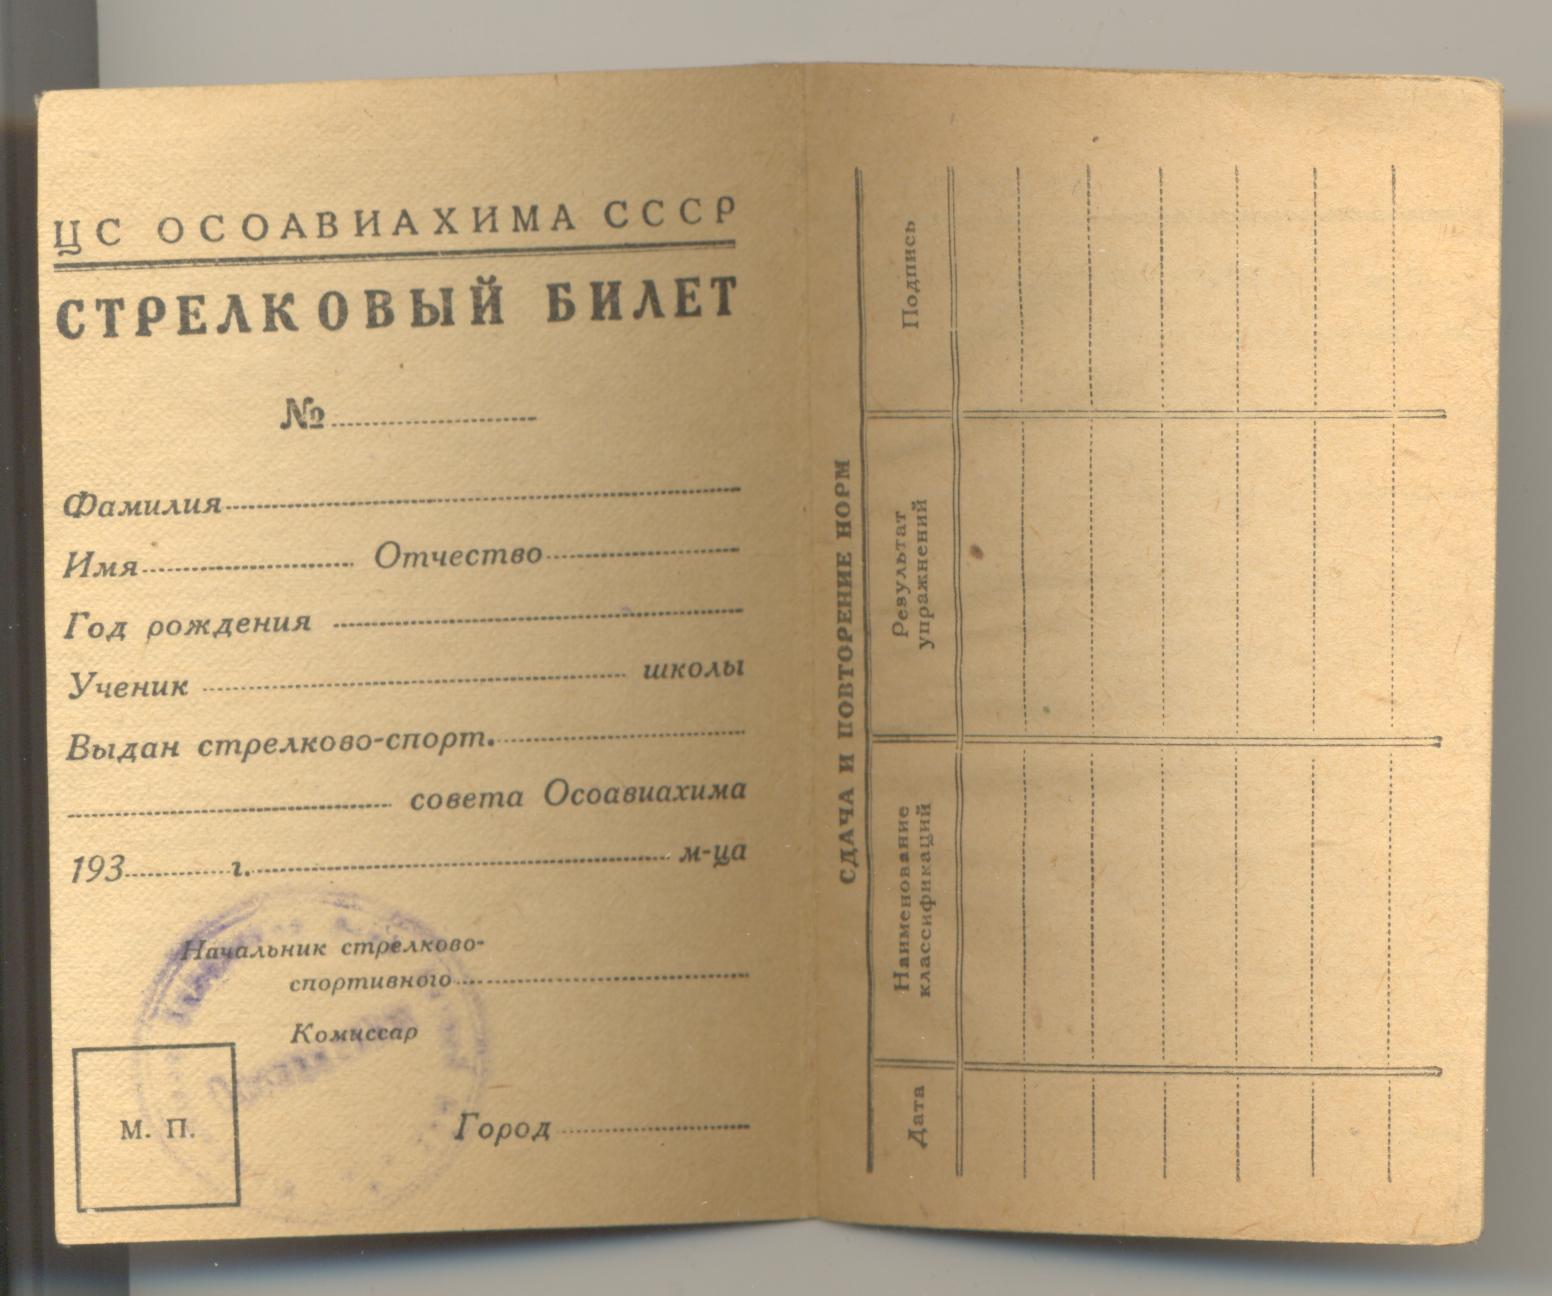 ЦС ОСОАВИАХИМА СССР
СТРЕЛКОВЫЙ БИЛЕТ
№
Фамилия
Имя Отчество
Год рождения
Ученик школы
Выдан стрелково-спорт.
совета Осоавиахима
193 г. м-ца
Начальник стрелково-
спортивного
Комиссар
М. П.
Город
СДАЧА И ПОВТОРЕНИЕ НОРМ
Дата
Наименование
классификаций
Результат
упражнений
Подпись